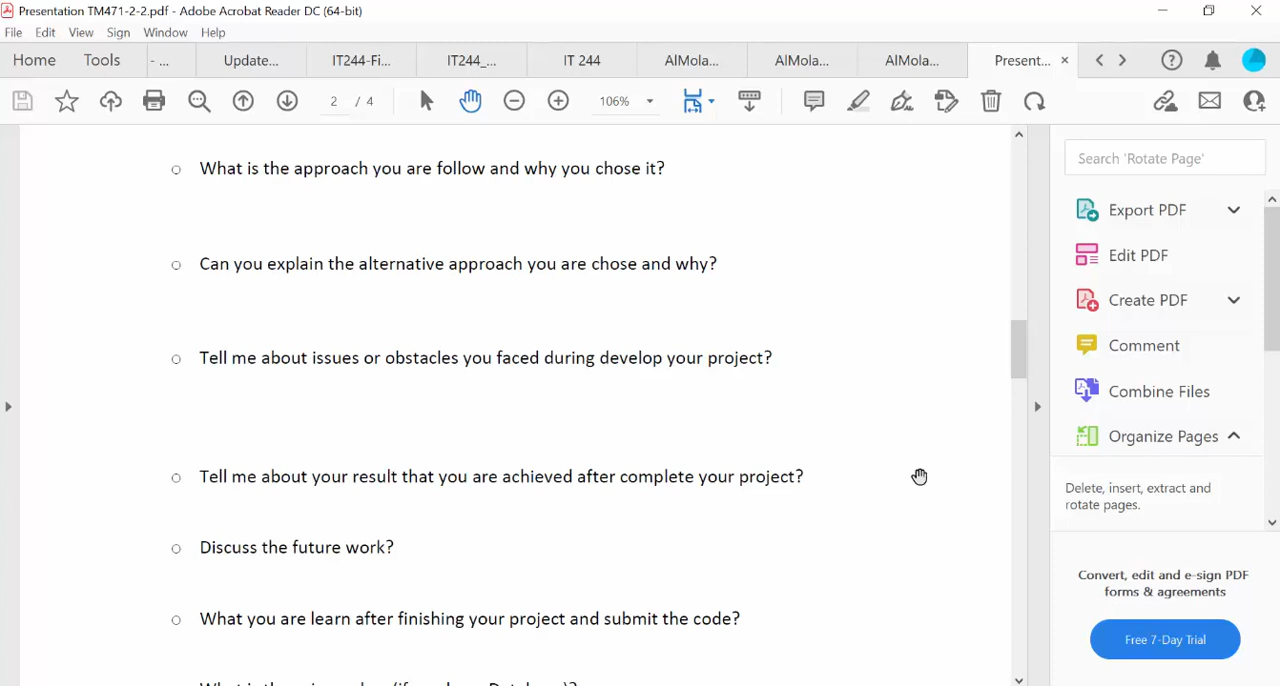 Presentation TM471-2-2.pdf - Adobe Acrobat Reader DC (64-bit)
File Edit View Sign Window Help
Home Tools - ... Update... IT244-Fi... IT244_... IT 244 AlMola... AlMola... AlMola... Present... ×
2 / 4 106%
What is the approach you are follow and why you chose it?
Can you explain the alternative approach you are chose and why?
Tell me about issues or obstacles you faced during develop your project?
Tell me about your result that you are achieved after complete your project?
Discuss the future work?
What you are learn after finishing your project and submit the code?
Search 'Rotate Page'
Export PDF
Edit PDF
Create PDF
Comment
Combine Files
Organize Pages
Delete, insert, extract and
rotate pages.
Convert, edit and e-sign PDF
forms & agreements
Free 7-Day Trial